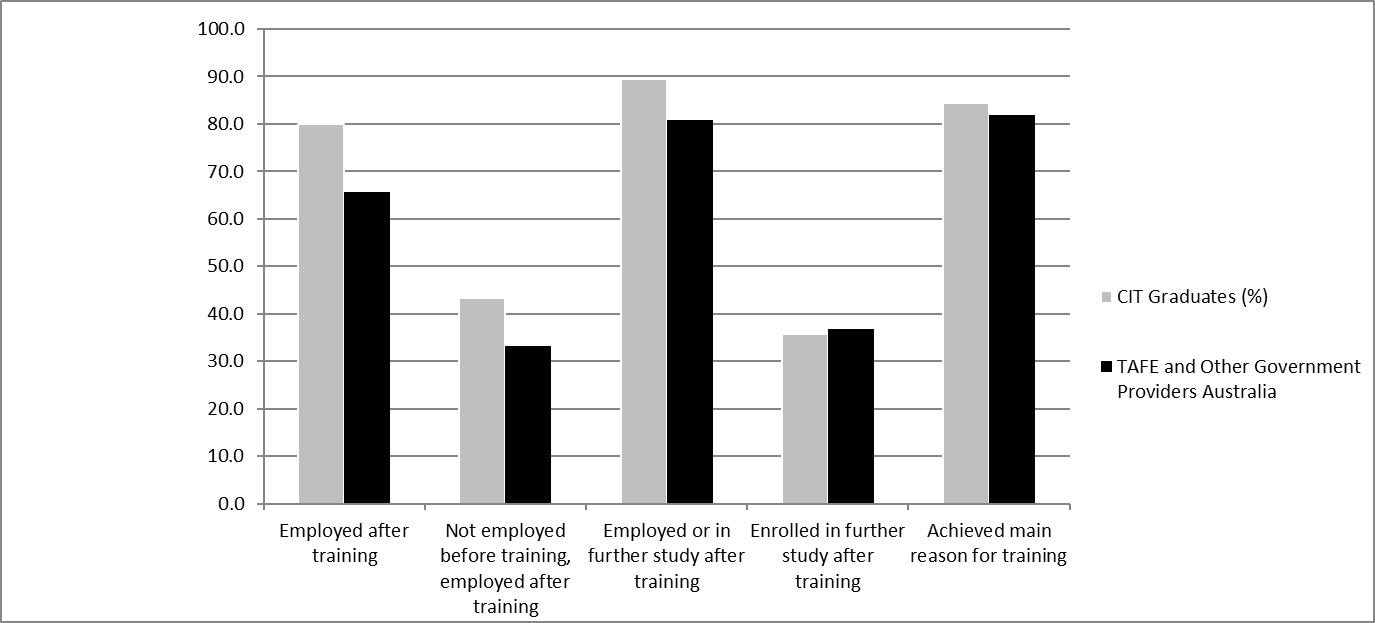 100.0
90.0
80.0
70.0
60.0
50.0
40.0
30.0
20.0
10.0
0.0
Employed after
training
Not employed
before training,
employed after
training
Employed or in
further study after
training
Enrolled in further
study after
training
Achieved main
reason for training
CIT Graduates (%)
TAFE and Other Government
Providers Australia